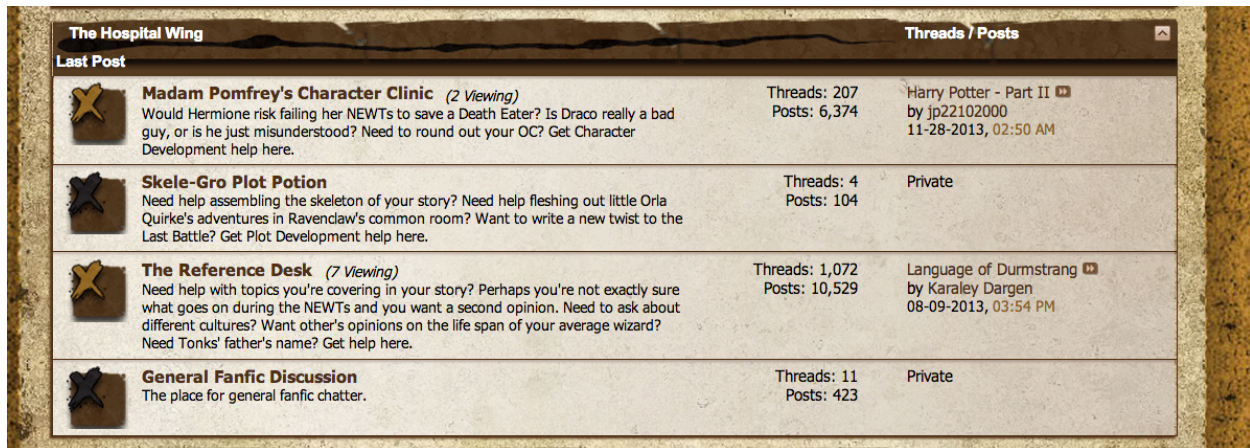 The Hospital Wing
Threads / Posts
Last Post
Madam Pomfrey's Character Clinic (2 Viewing)
Would Hermione risk failing her NEWTs to save a Death Eater? Is Draco really a bad
guy, or is he just misunderstood? Need to round out your OC? Get Character
Development help here.
Threads: 207
Posts: 6,374
Harry Potter - Part II
by jp22102000
11-28-2013, 02:50 AM
Skele-Gro Plot Potion
Need help assembling the skeleton of your story? Need help fleshing out little Orla
Quirke's adventures in Ravenclaw's common room? Want to write a new twist to the
Last Battle? Get Plot Development help here.
Threads: 4
Posts: 104
Private
The Reference Desk (7 Viewing)
Need help with topics you're covering in your story? Perhaps you're not exactly sure
what goes on during the NEWTs and you want a second opinion. Need to ask about
different cultures? Want other's opinions on the life span of your average wizard?
Need Tonks' father's name? Get help here.
Threads: 1,072
Posts: 10,529
Language of Durmstrang
by Karaley Dargen
08-09-2013, 03:54 PM
General Fanfic Discussion
The place for general fanfic chatter.
Threads: 11
Posts: 423
Private